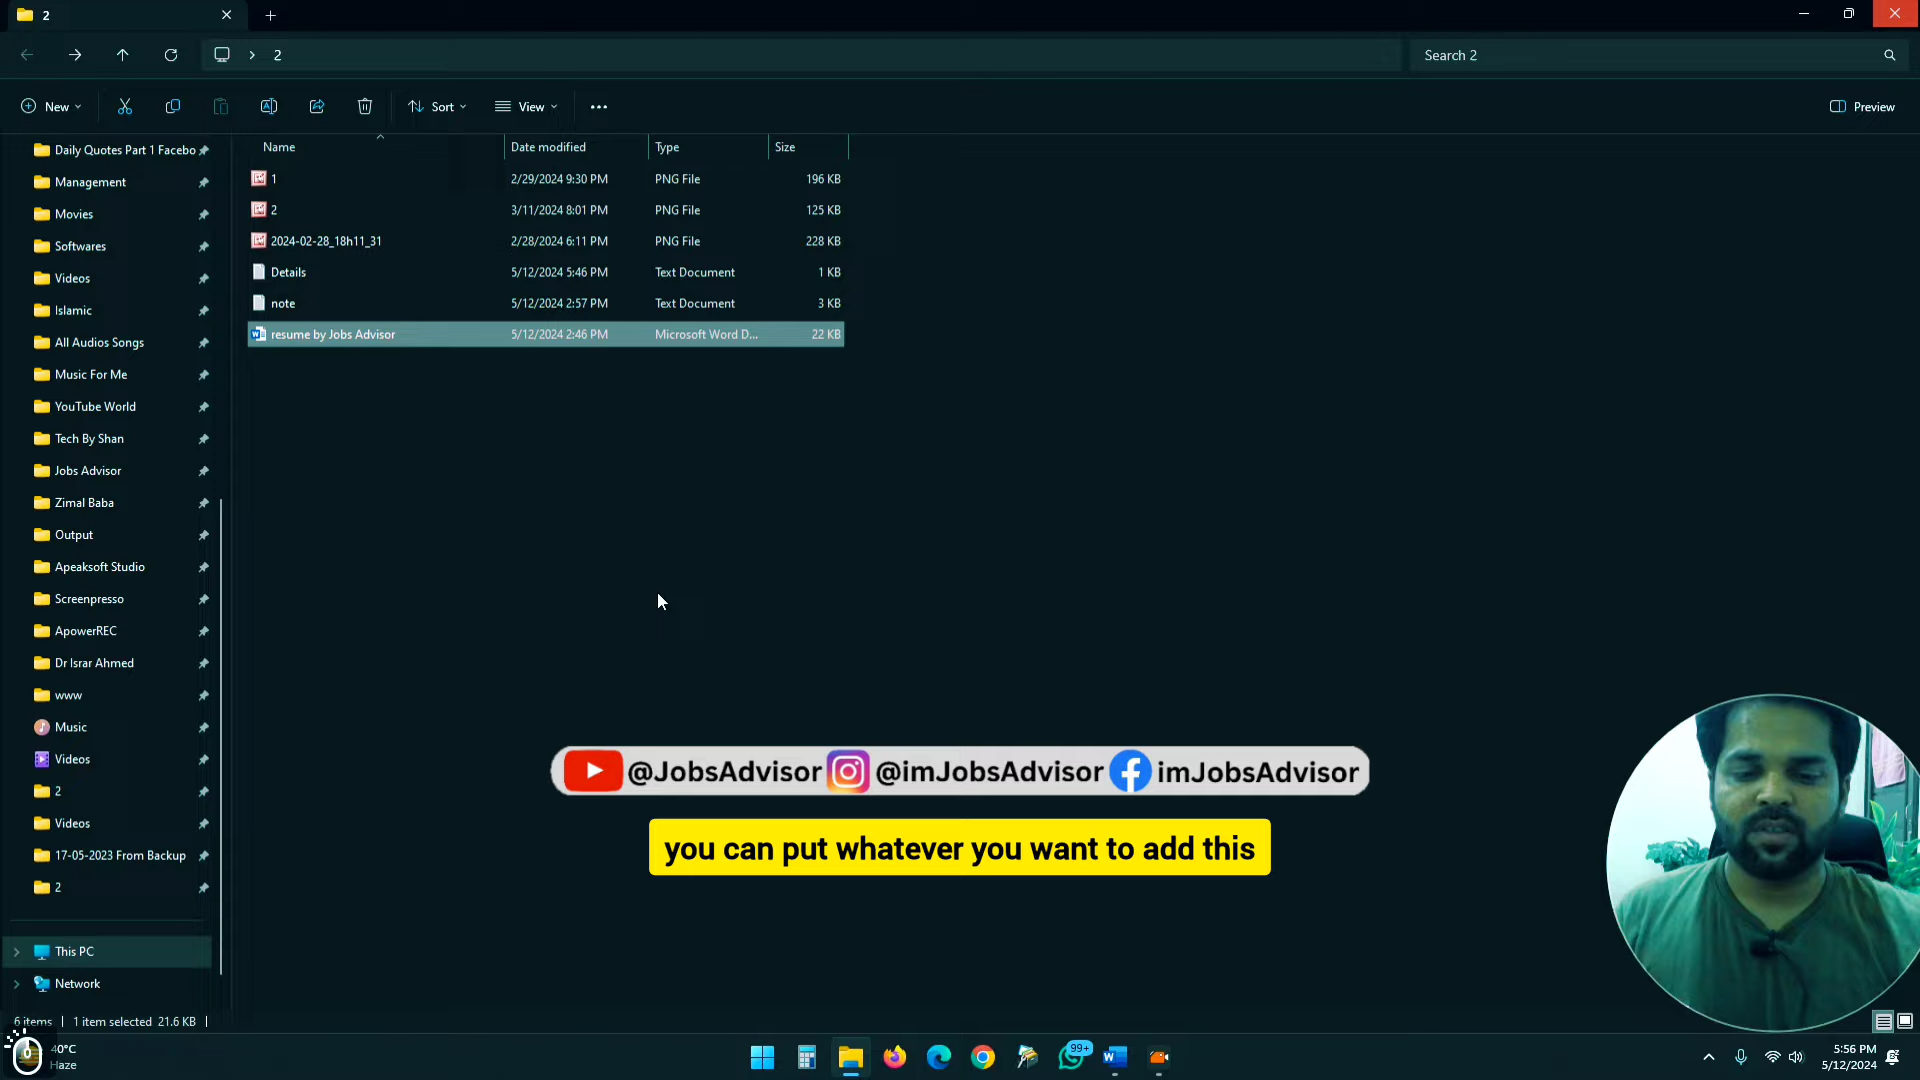 2
2
Search 2
New
Sort
View
Preview
Name
Date modified
Type
Size
1
2/29/2024 9:30 PM
PNG File
196 KB
2
3/11/2024 8:01 PM
PNG File
125 KB
2024-02-28_18h11_31
2/28/2024 6:11 PM
PNG File
228 KB
Details
5/12/2024 5:46 PM
Text Document
1 KB
note
5/12/2024 2:57 PM
Text Document
3 KB
resume by Jobs Advisor
5/12/2024 2:46 PM
Microsoft Word D...
22 KB
Daily Quotes Part 1 Facebo
Management
Movies
Softwares
Videos
Islamic
All Audios Songs
Music For Me
YouTube World
Tech By Shan
Jobs Advisor
Zimal Baba
Output
Apeaksoft Studio
Screenpresso
ApowerREC
Dr Israr Ahmed
www
Music
Videos
2
Videos
17-05-2023 From Backup
2
This PC
Network
@JobsAdvisor @imJobsAdvisor imJobsAdvisor
you can put whatever you want to add this
6 items
1 item selected 21.6 KB
40°C
Haze
99+
5:56 PM
5/12/2024